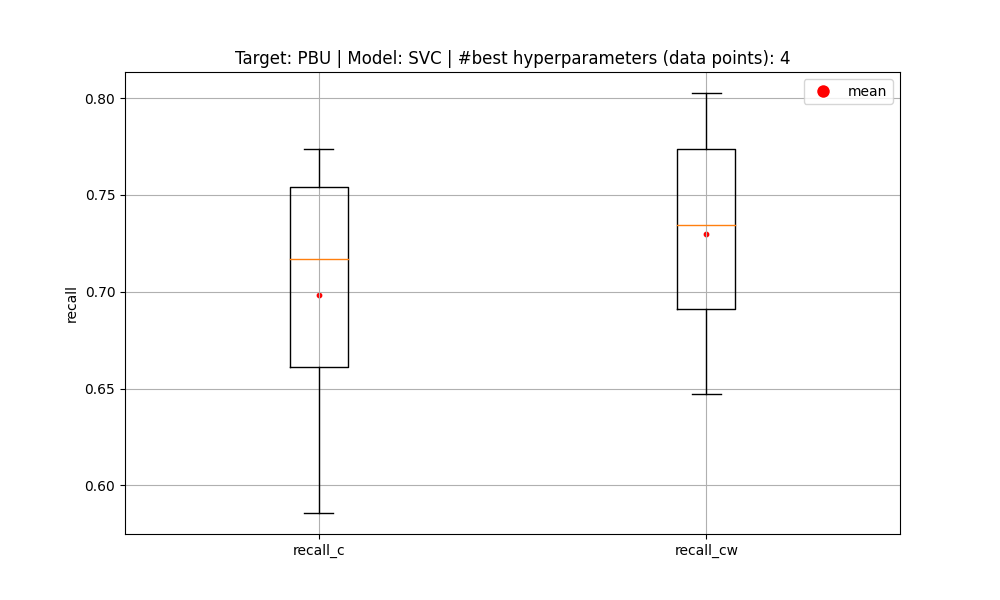 Target: PBU | Model: SVC | #best hyperparameters (data points): 4
mean
0.80
0.75
0.70
0.65
0.60
recall
recall_c
recall_cw